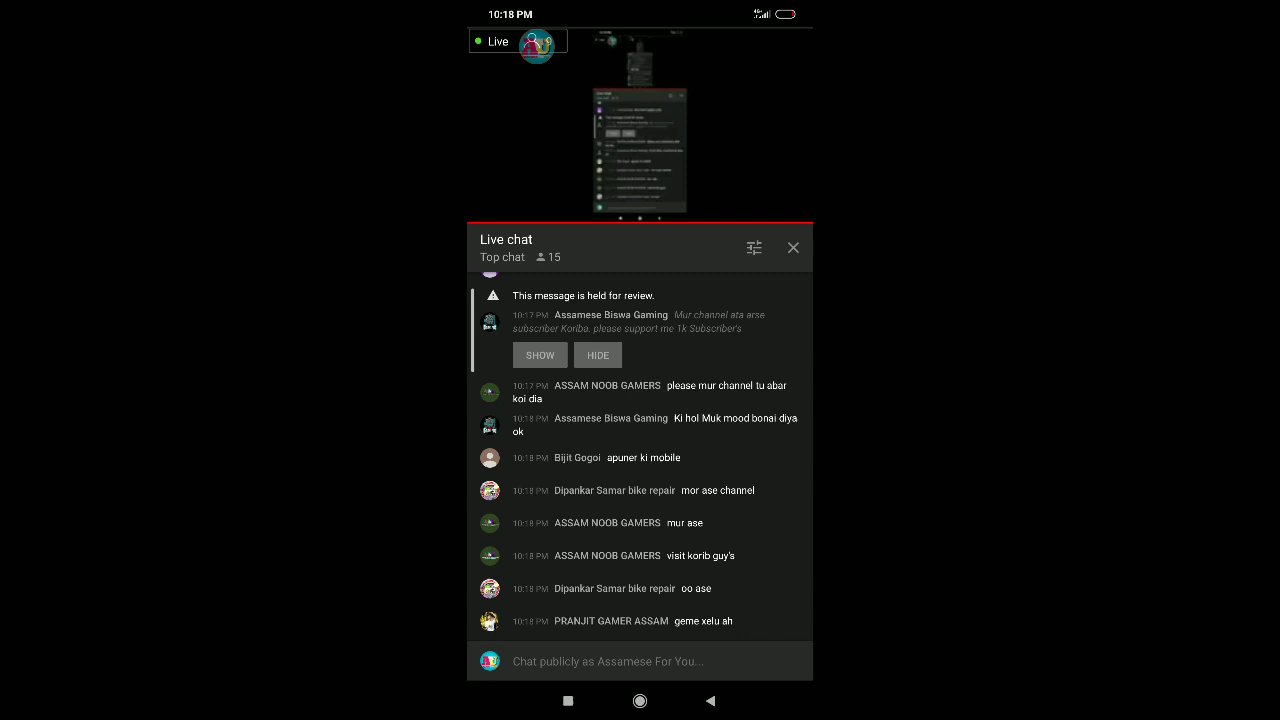 10:18 PM
4G+
Live 9
Live chat
Top chat 15
This message is held for review.
10:17 PM Assamese Biswa Gaming Mur channel ata arse
subscriber Koriba. please support me 1k Subscriber's
SHOW HIDE
10:17 PM ASSAM NOOB GAMERS please mur channel tu abar
koi dia
10:18 PM Assamese Biswa Gaming Ki hol Muk mood bonai diya
ok
10:18 PM Bijit Gogoi apuner ki mobile
10:18 PM Dipankar Samar bike repair mor ase channel
10:18 PM ASSAM NOOB GAMERS mur ase
10:18 PM ASSAM NOOB GAMERS visit korib guy's
10:18 PM Dipankar Samar bike repair oo ase
10:18 PM PRANJIT GAMER ASSAM geme xelu ah
Chat publicly as Assamese For You...